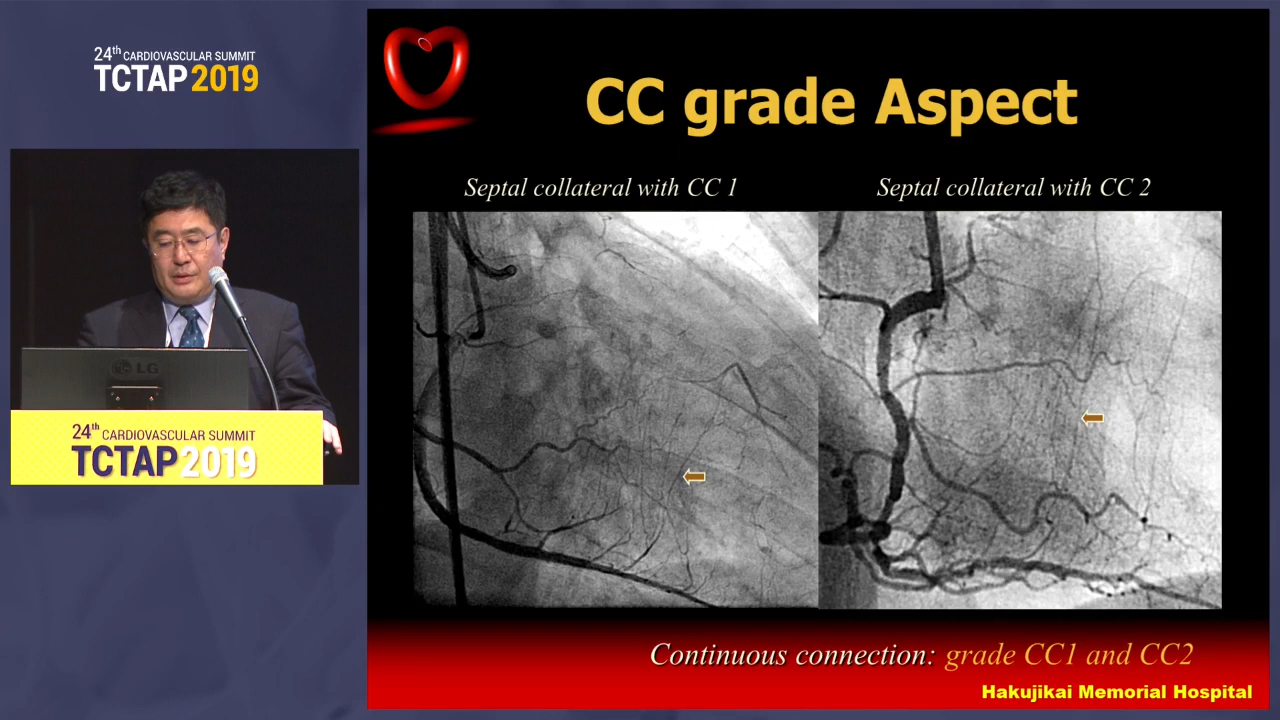 24th CARDIOVASCULAR SUMMIT
TCTAP 2019
LG
24th CARDIOVASCULAR SUMMIT
TCTAP 2019
CC grade Aspect
Septal collateral with CC 1
Septal collateral with CC 2
Continuous connection: grade CC1 and CC2
Hakujikai Memorial Hospital